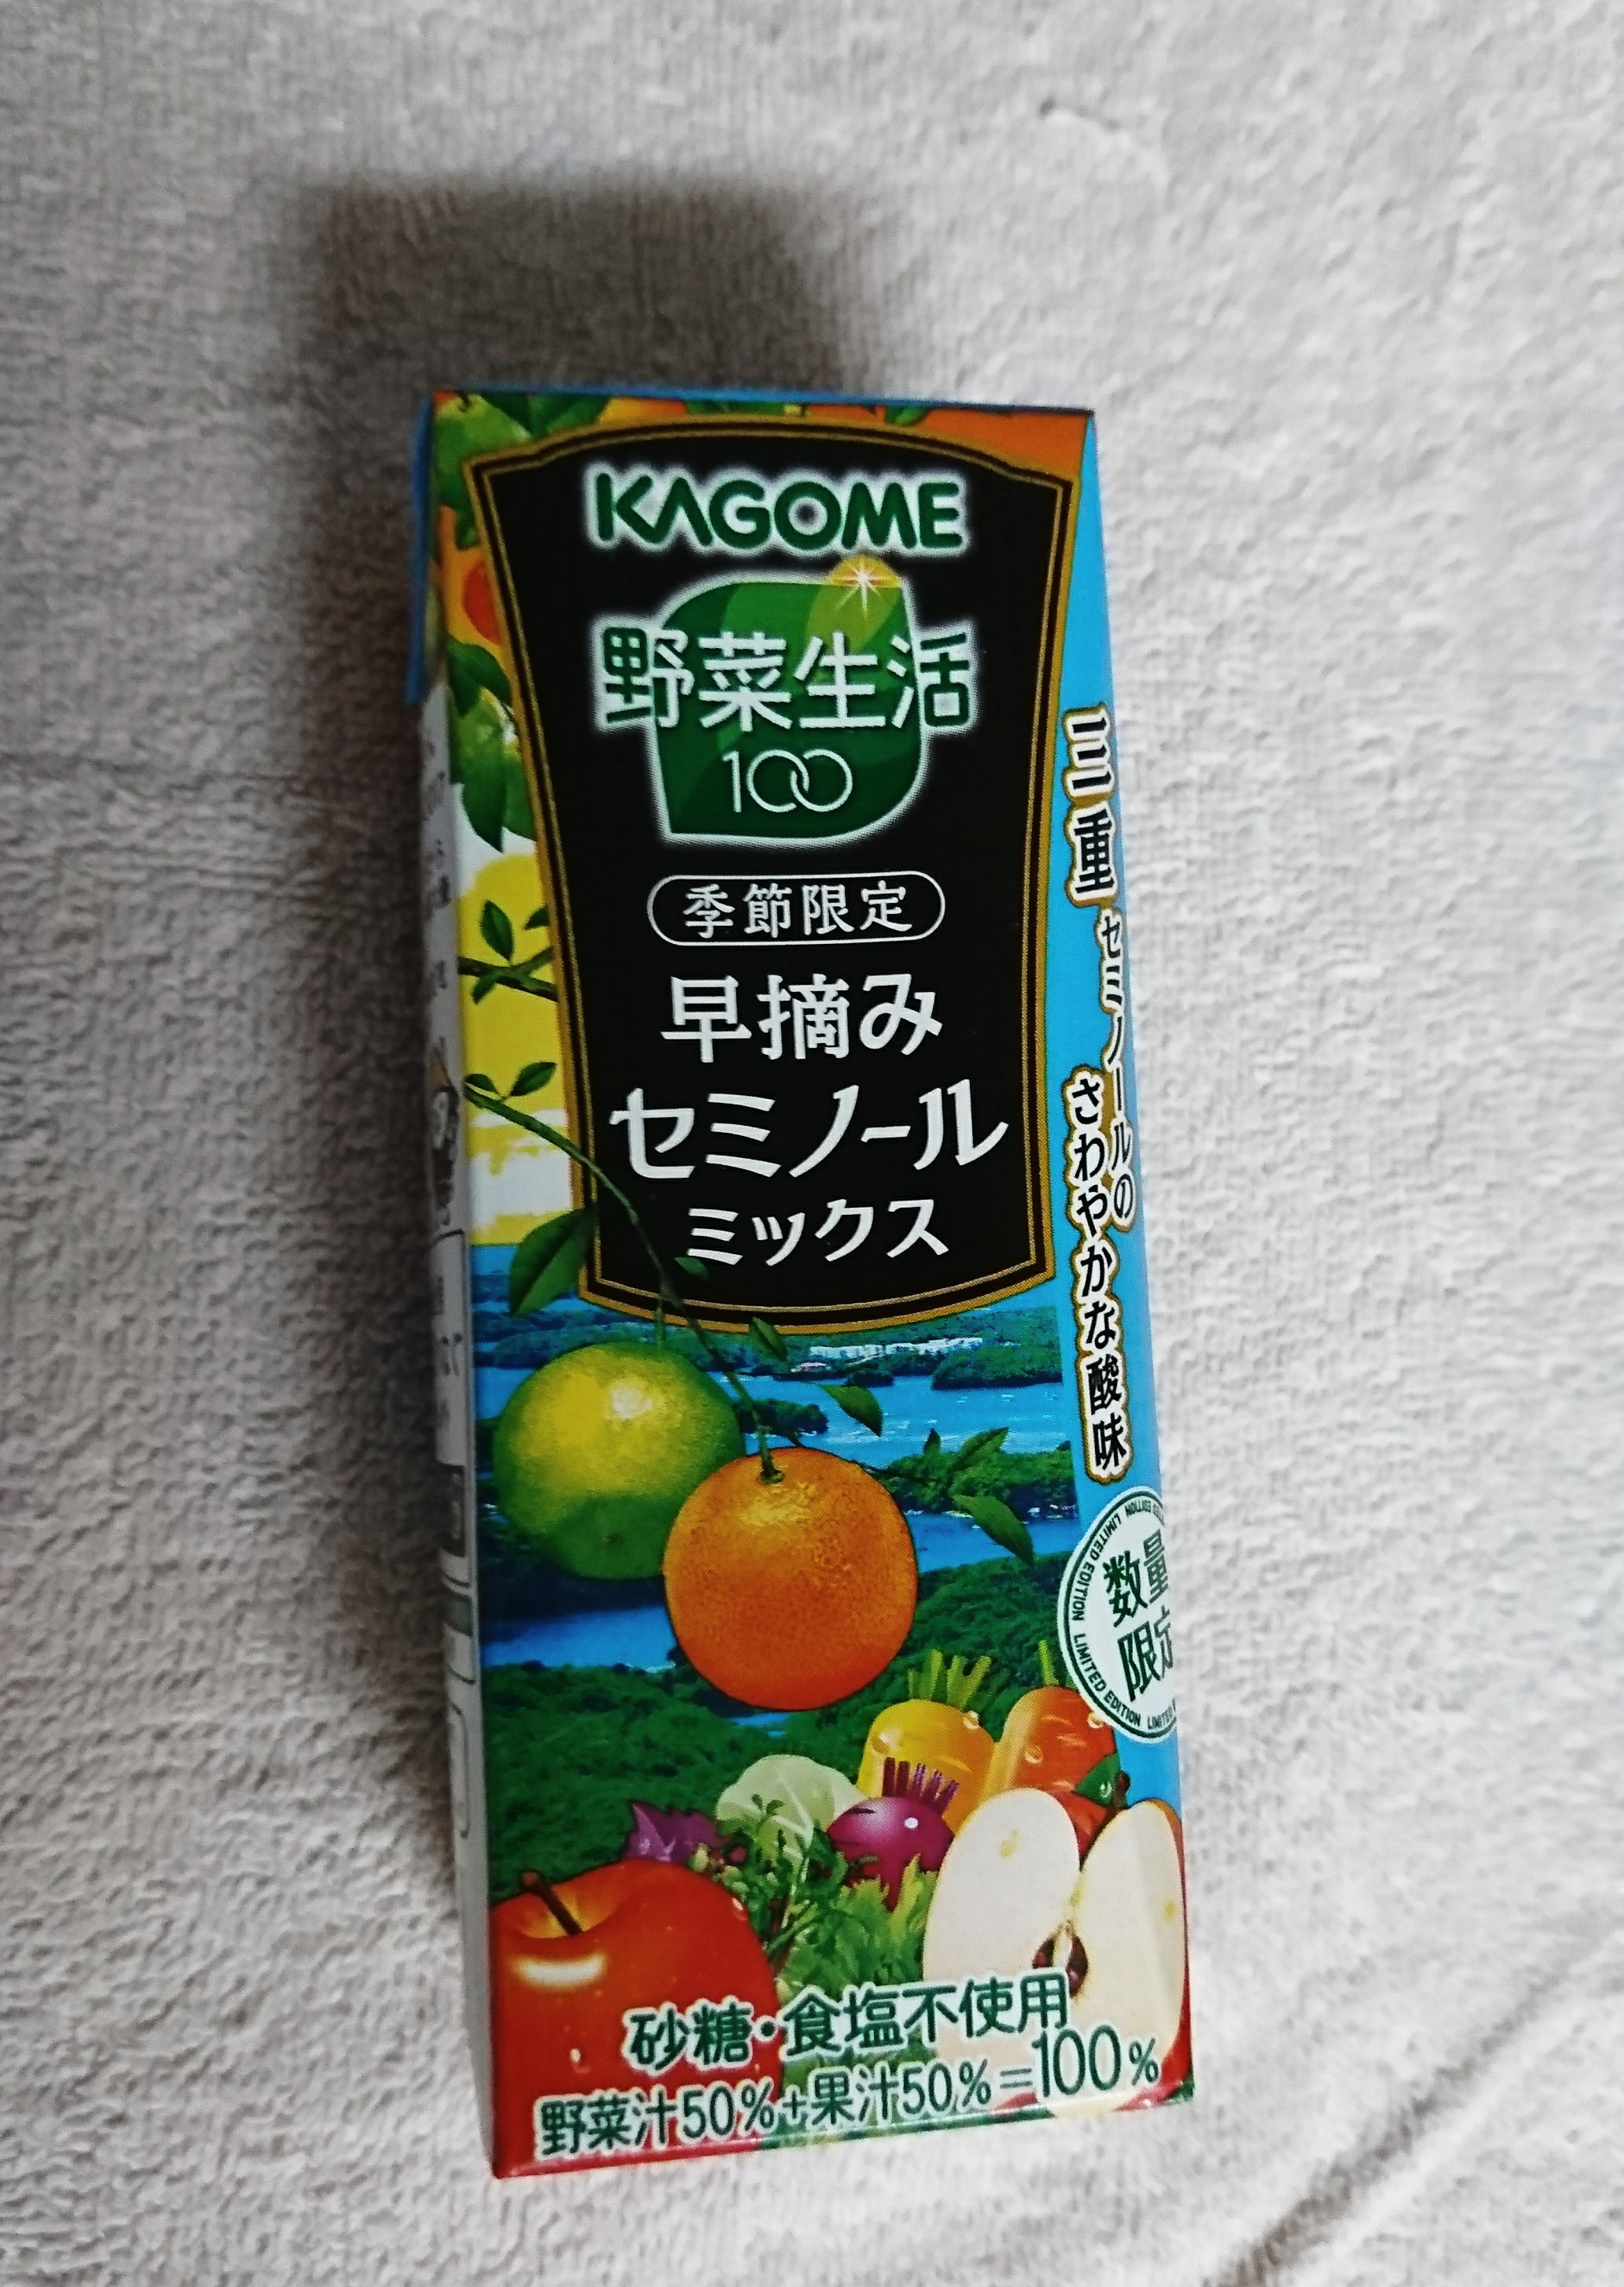 KAGOME
野菜生活
100
季節限定
早摘み
セミノール
ミックス
三重セミノールの
さわやかな酸味
LIMITED EDITION LIMITED EDITION LIMITED
数量
限定
砂糖・食塩不使用
野菜汁50%+果汁50%=100%